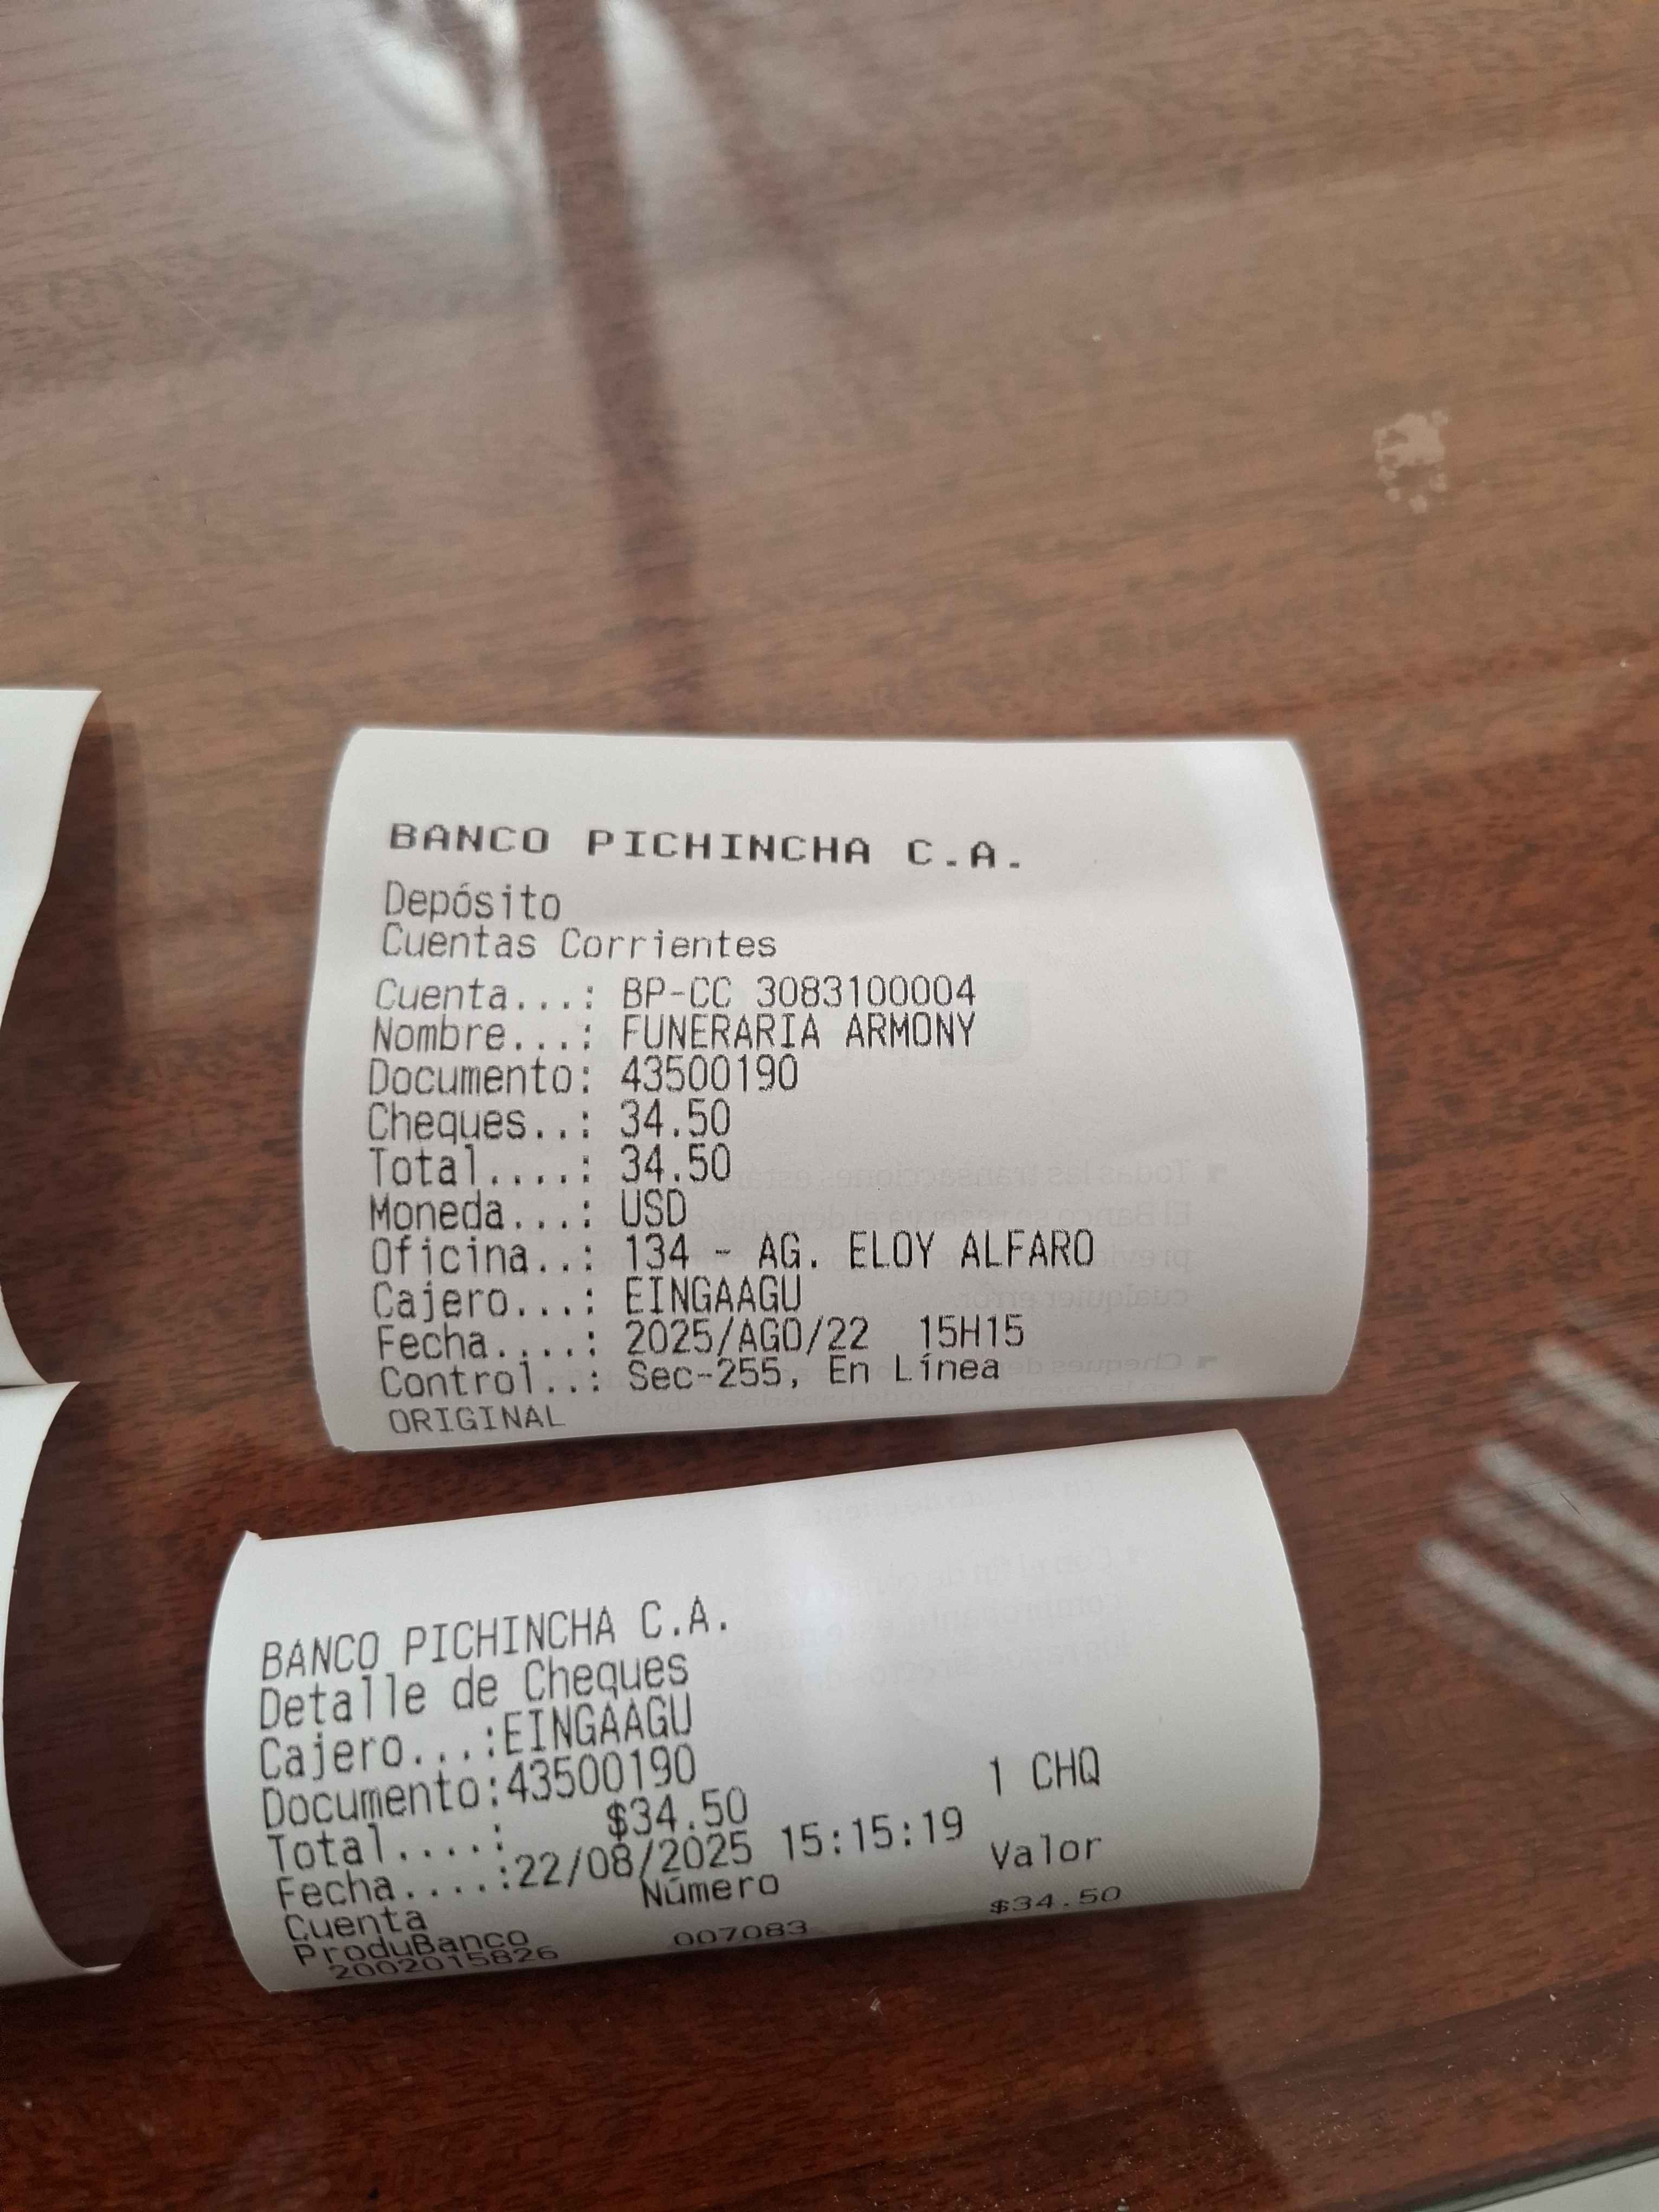 BANCO PICHINCHA C.A.
Depósito
Cuentas Corrientes
Cuenta...: BP-CC 3083100004
Nombre...: FUNERARIA ARMONY
Documento: 43500190
Cheques..: 34.50
Total....: 34.50
Moneda...: USD
Oficina..: 134 - AG. ELOY ALFARO
Cajero...: EINGAAGU
Fecha....: 2025/AGO/22 15H15
Control..: Sec-255, En Línea
ORIGINAL
BANCO PICHINCHA C.A.
Detalle de Cheques
Cajero...:EINGAAGU
Documento:43500190 1 CHQ
Total....: $34.50
Fecha....:22/08/2025 15:15:19
Cuenta Número Valor
ProduBanco
2002015826 007083 $34.50